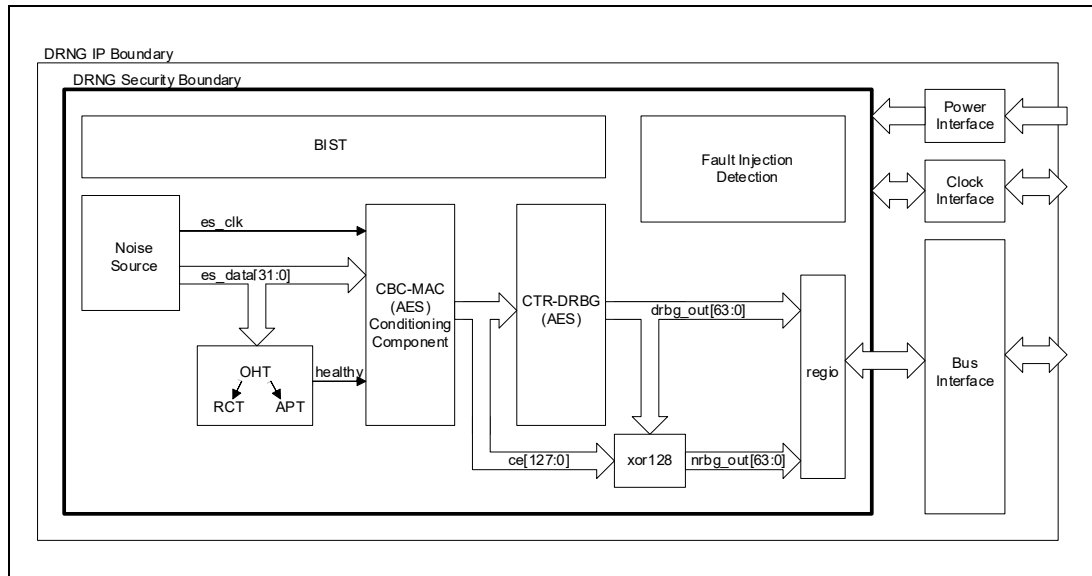 DRNG IP Boundary
DRNG Security Boundary
BIST
Fault Injection
Detection
Power
Interface
Clock
Interface
Noise
Source
es_clk
es_data[31:0]
CBC-MAC
(AES)
Conditioning
Component
CTR-DRBG
(AES)
drbg_out[63:0]
OHT
RCT
APT
healthy
ce[127:0]
xor128
nrbg_out[63:0]
regio
Bus
Interface